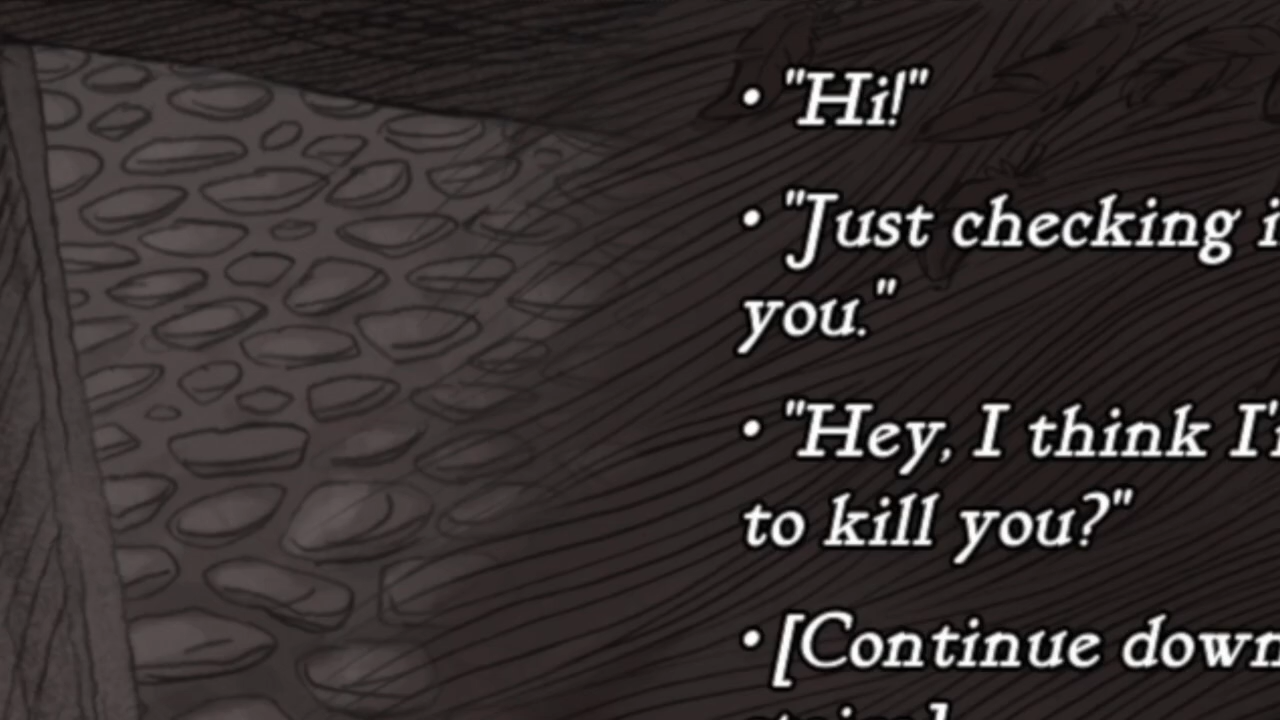 • "Hi!"
• "Just checking
you."
• "Hey, I think
to kill you?"
• [Continue down